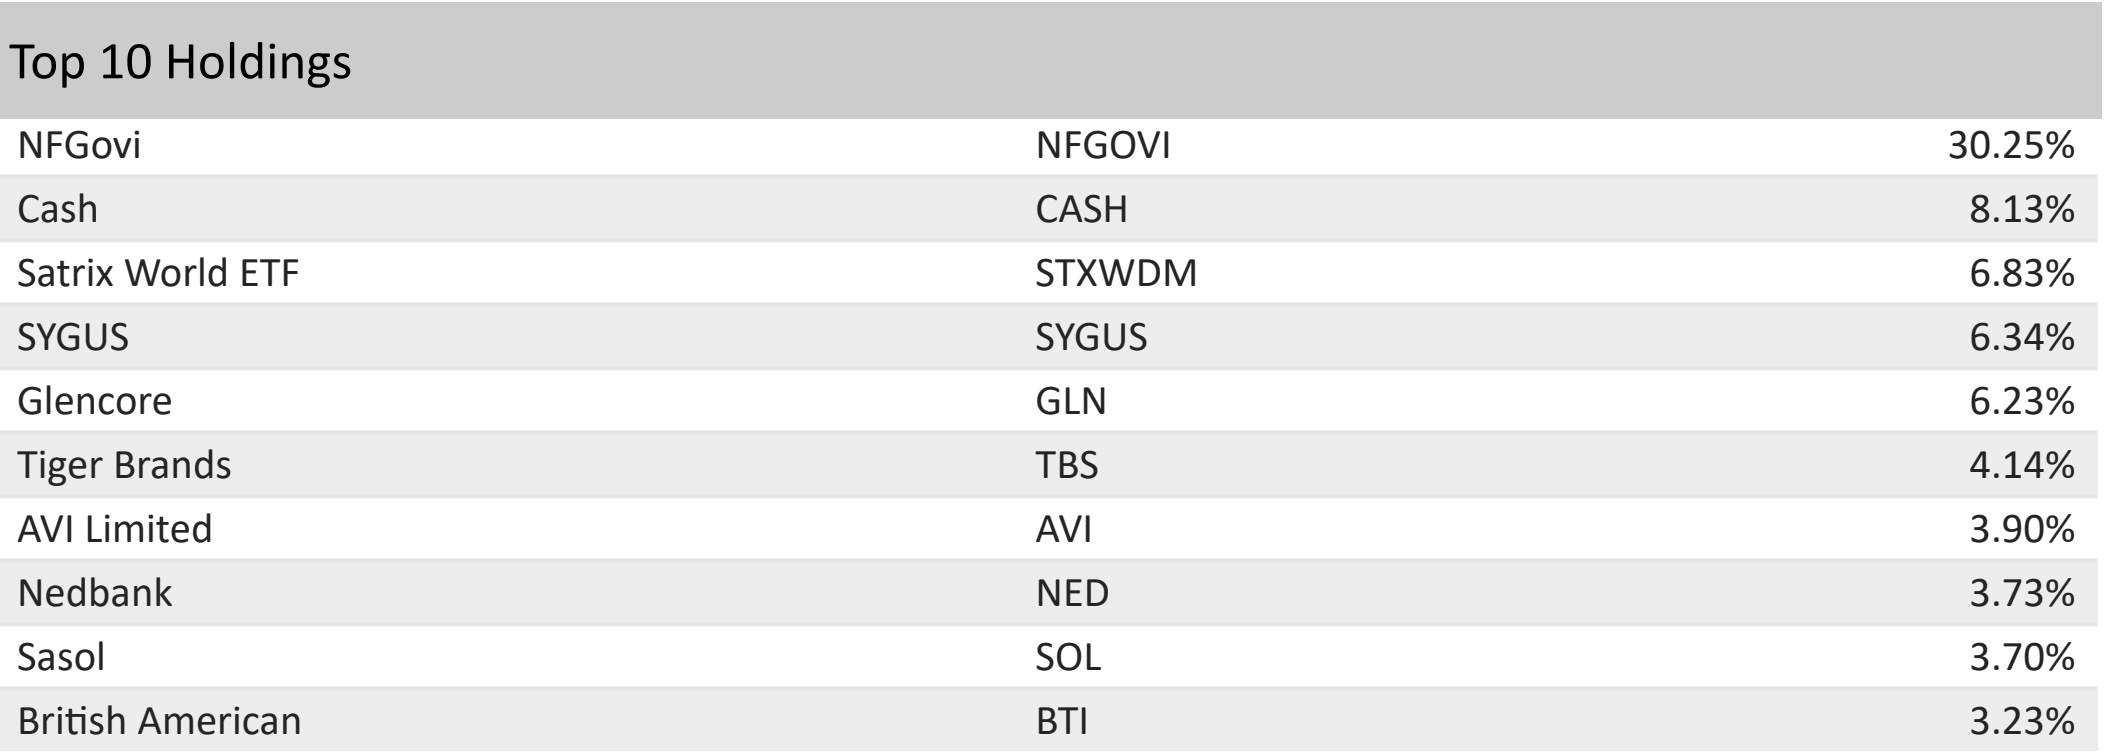 Top 10 Holdings
NFGovi NFGOVI 30.25%
Cash CASH 8.13%
Satrix World ETF STXWDM 6.83%
SYGUS SYGUS 6.34%
Glencore GLN 6.23%
Tiger Brands TBS 4.14%
AVI Limited AVI 3.90%
Nedbank NED 3.73%
Sasol SOL 3.70%
British American BTI 3.23%